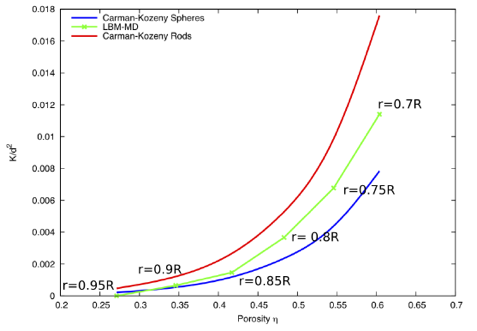 Carman-Kozeny Spheres
LBM-MD
Carman-Kozeny Rods
0.018
0.016
0.014
0.012
0.01
0.008
0.006
0.004
0.002
0
K/d²
r=0.7R
r=0.75R
r= 0.8R
r=0.85R
r=0.9R
r=0.95R
0.2 0.25 0.3 0.35 0.4 0.45 0.5 0.55 0.6 0.65 0.7
Porosity η